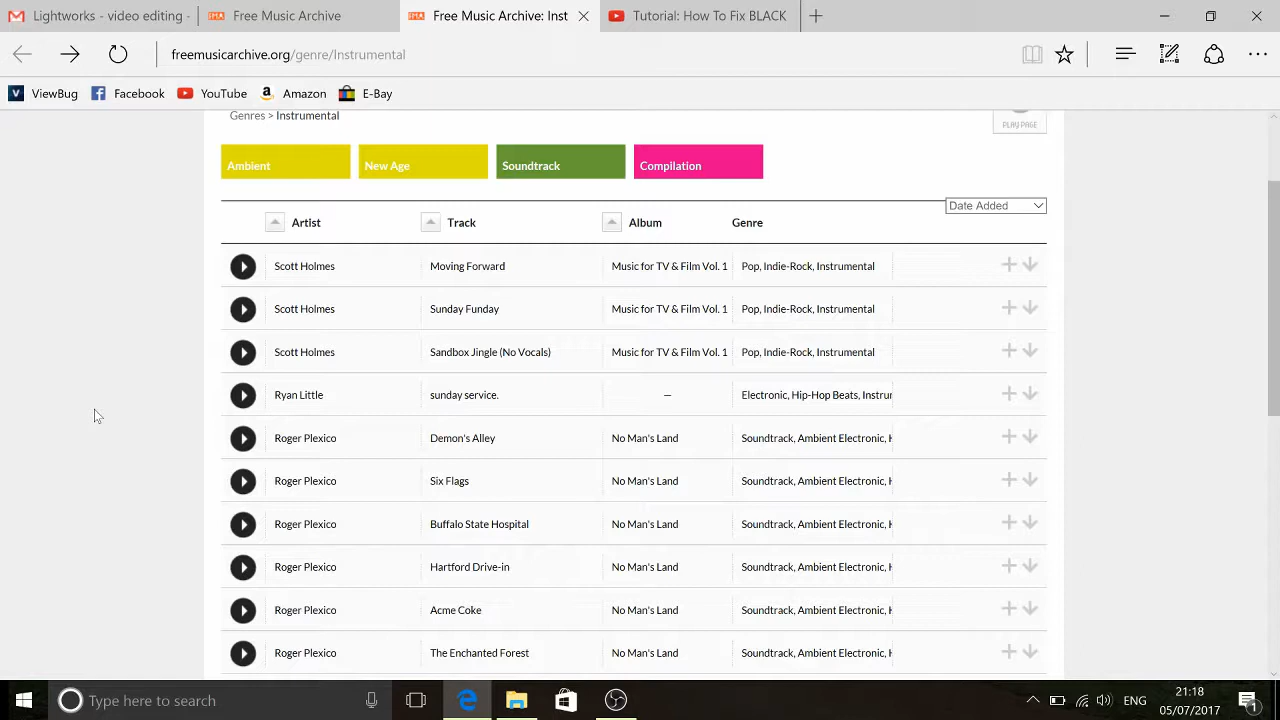 Lightworks – video editing -
Free Music Archive
Free Music Archive: Inst
Tutorial: How To Fix BLACK
freemusicarchive.org/genre/Instrumental
ViewBug
Facebook
YouTube
Amazon
E-Bay
Genres > Instrumental
PLAY PAGE
Ambient
New Age
Soundtrack
Compilation
Date Added
Artist Track Album Genre
Scott Holmes Moving Forward Music for TV & Film Vol. 1 Pop, Indie-Rock, Instrumental
Scott Holmes Sunday Funday Music for TV & Film Vol. 1 Pop, Indie-Rock, Instrumental
Scott Holmes Sandbox Jingle (No Vocals) Music for TV & Film Vol. 1 Pop, Indie-Rock, Instrumental
Ryan Little sunday service. — Electronic, Hip-Hop Beats, Instrur
Roger Plexico Demon's Alley No Man's Land Soundtrack, Ambient Electronic, H
Roger Plexico Six Flags No Man's Land Soundtrack, Ambient Electronic, H
Roger Plexico Buffalo State Hospital No Man's Land Soundtrack, Ambient Electronic, H
Roger Plexico Hartford Drive-in No Man's Land Soundtrack, Ambient Electronic, H
Roger Plexico Acme Coke No Man's Land Soundtrack, Ambient Electronic, H
Roger Plexico The Enchanted Forest No Man's Land Soundtrack, Ambient Electronic, H
Type here to search
ENG
21:18
05/07/2017
1